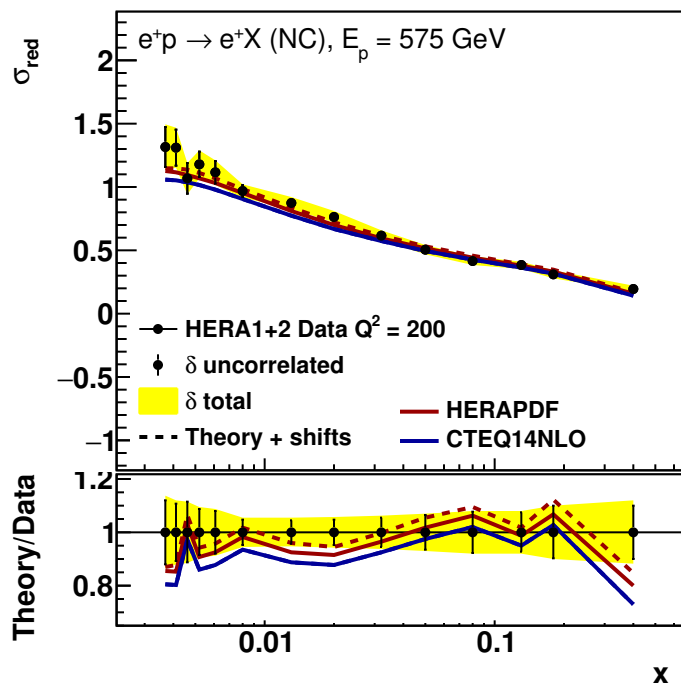 e⁺p → e⁺X (NC), E_p = 575 GeV
σ_red
2
1.5
1
0.5
0
−0.5
−1
HERA1+2 Data Q² = 200
δ uncorrelated
δ total
Theory + shifts
HERAPDF
CTEQ14NLO
Theory/Data
1.2
1
0.8
0.01
0.1
x